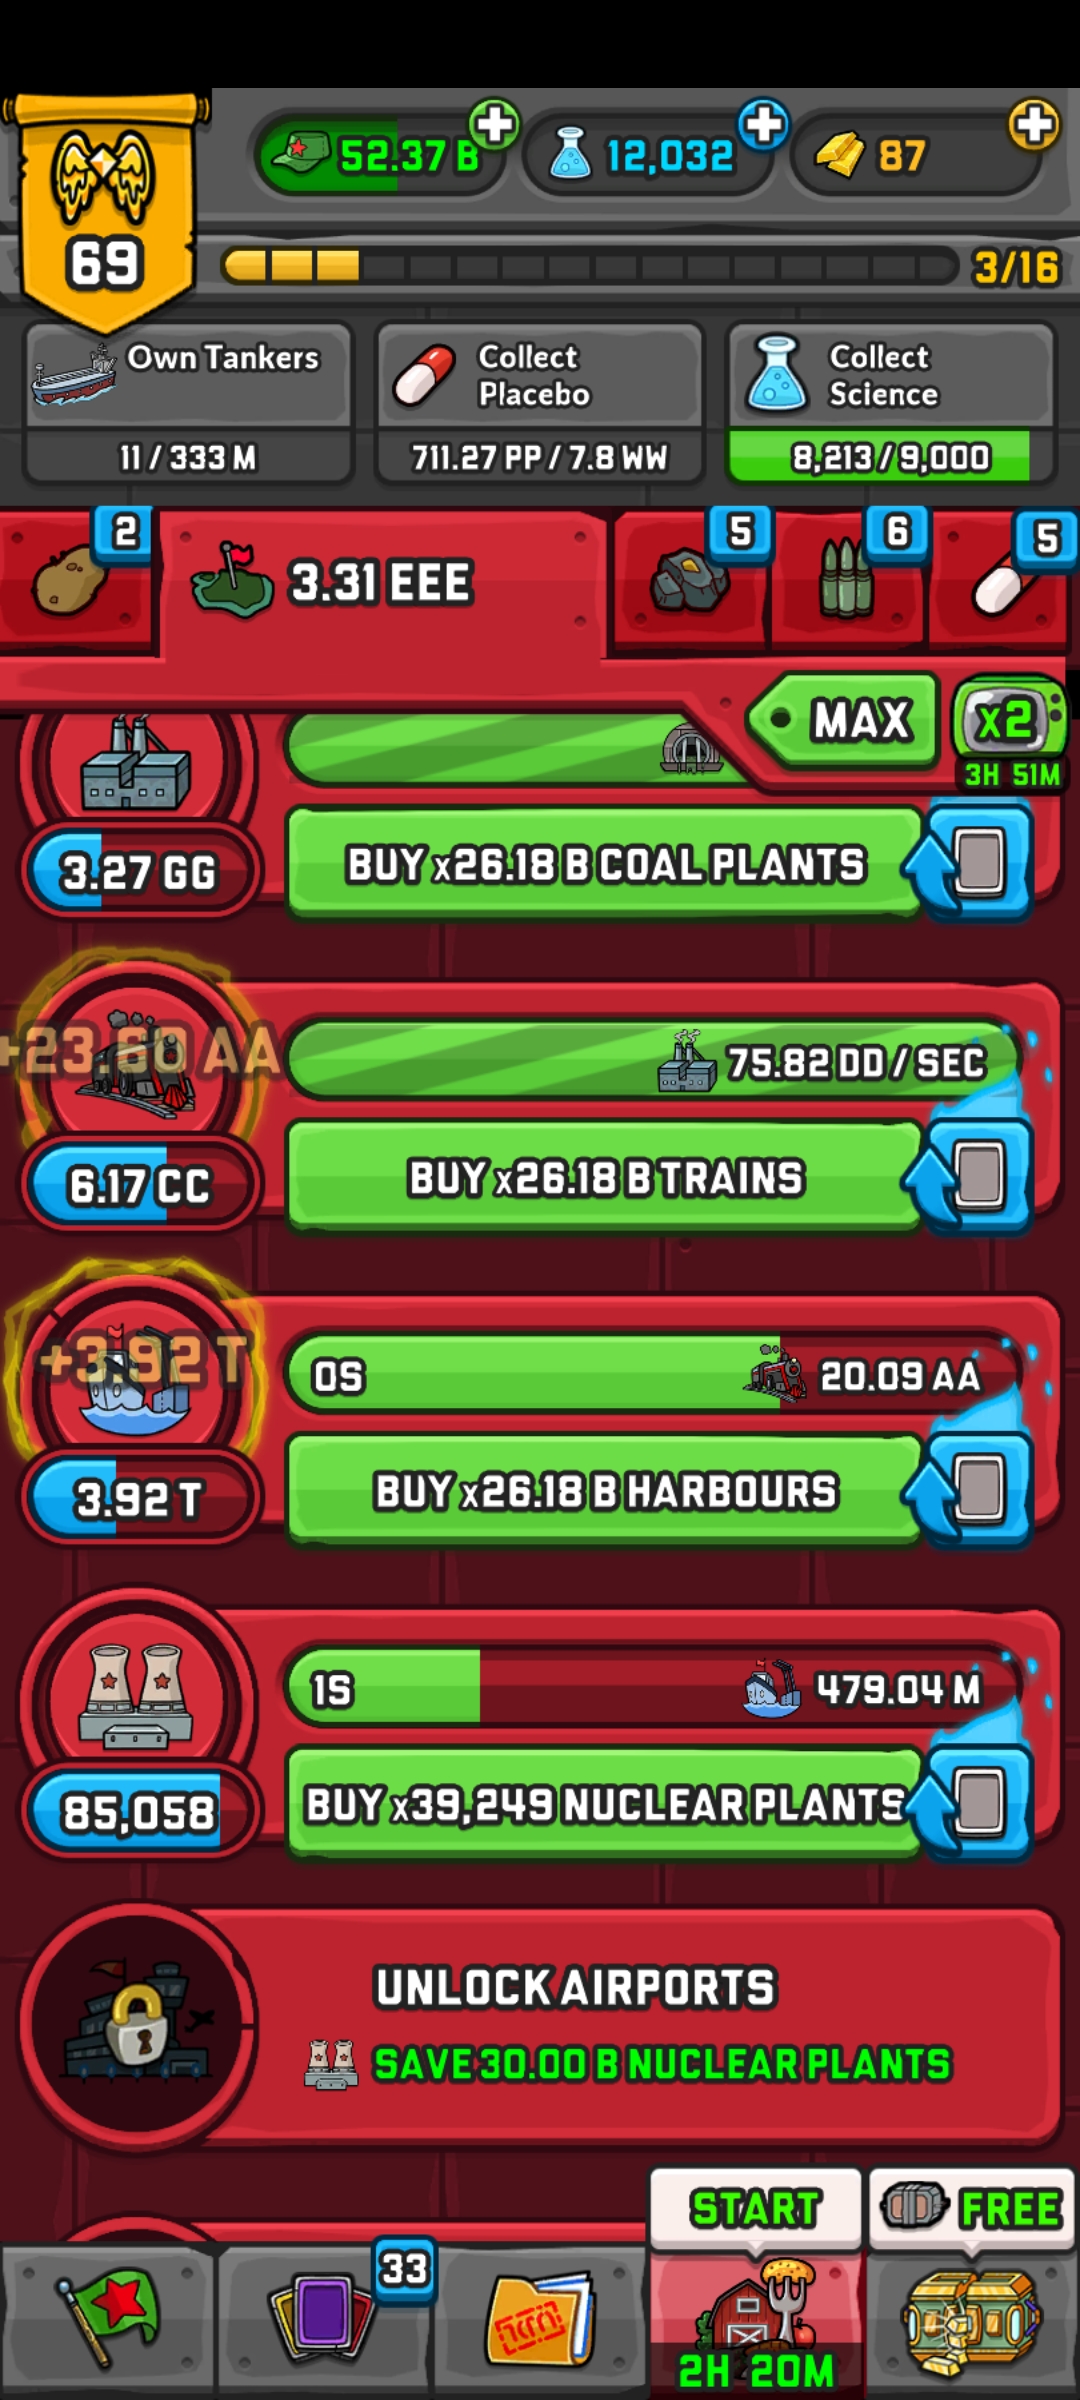 52.37 B
12,032
87
69
3/16
Own Tankers
11 / 333 M
Collect
Placebo
711.27 PP / 7.8 WW
Collect
Science
8,213 / 9,000
2
3.31 EEE
5
6
5
MAX
x2
3H 51M
3.27 GG
BUY x26.18 B COAL PLANTS
+23.60 AA
75.82 DD / SEC
6.17 CC
BUY x26.18 B TRAINS
+3.92 T
0S
20.09 AA
3.92 T
BUY x26.18 B HARBOURS
1S
479.04 M
85,058
BUY x39,249 NUCLEAR PLANTS
UNLOCK AIRPORTS
SAVE 30.00 B NUCLEAR PLANTS
START
FREE
33
2H 20M